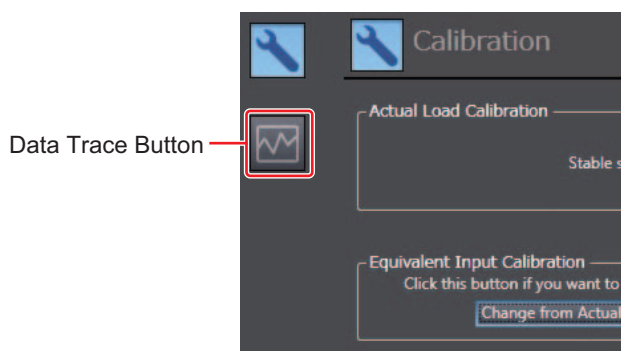 Calibration
Actual Load Calibration
Data Trace Button
Stable
Equivalent Input Calibration
Click this button if you want to
Change from Actual